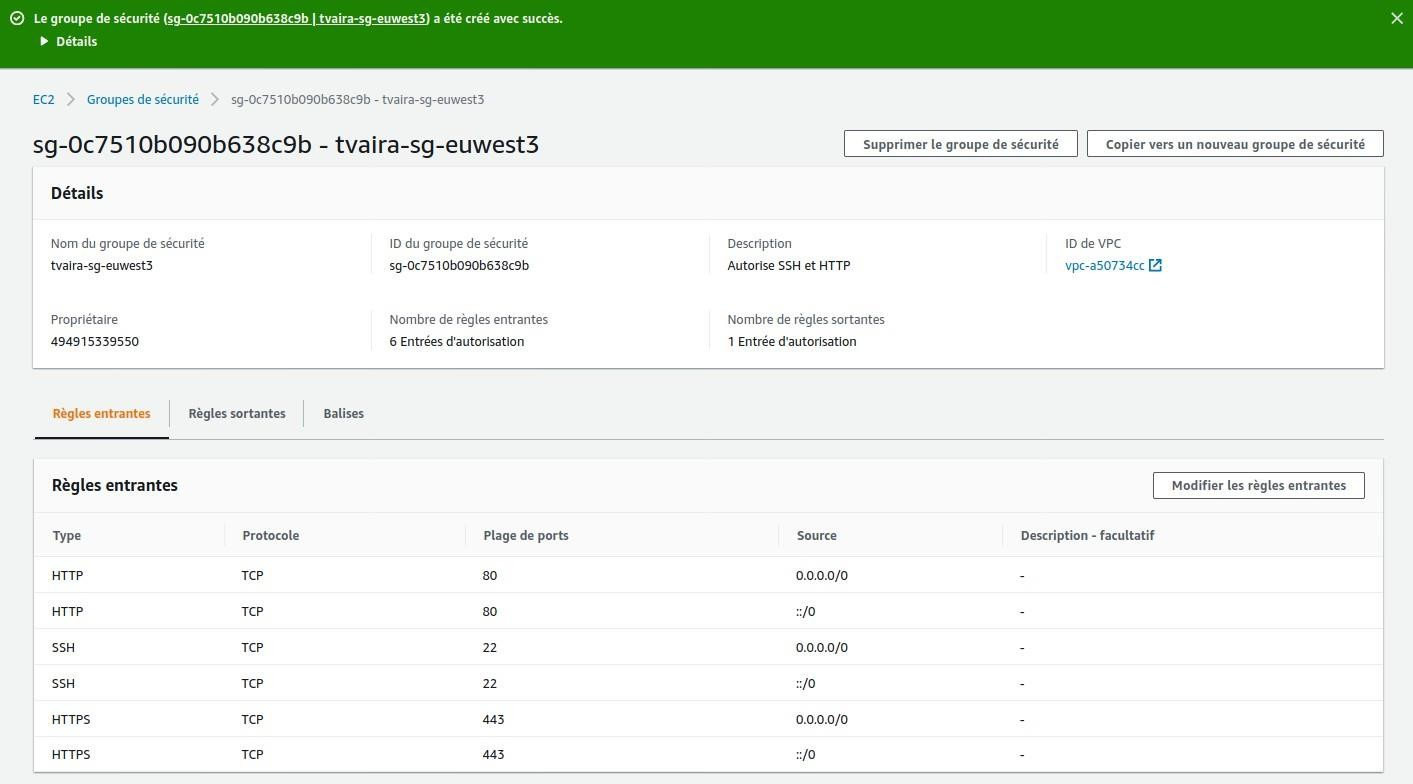 Le groupe de sécurité (sg-0c7510b090b638c9b | tvaira-sg-euwest3) a été créé avec succès.
Détails
EC2 Groupes de sécurité sg-0c7510b090b638c9b - tvaira-sg-euwest3
sg-0c7510b090b638c9b - tvaira-sg-euwest3 Supprimer le groupe de sécurité Copier vers un nouveau groupe de sécurité
Détails
Nom du groupe de sécurité ID du groupe de sécurité Description ID de VPC
tvaira-sg-euwest3 sg-0c7510b090b638c9b Autorise SSH et HTTP vpc-a50734cc
Propriétaire Nombre de règles entrantes Nombre de règles sortantes
494915339550 6 Entrées d'autorisation 1 Entrée d'autorisation
Règles entrantes Règles sortantes Balises
Règles entrantes Modifier les règles entrantes
Type Protocole Plage de ports Source Description - facultatif
HTTP TCP 80 0.0.0.0/0 -
HTTP TCP 80 ::/0 -
SSH TCP 22 0.0.0.0/0 -
SSH TCP 22 ::/0 -
HTTPS TCP 443 0.0.0.0/0 -
HTTPS TCP 443 ::/0 -